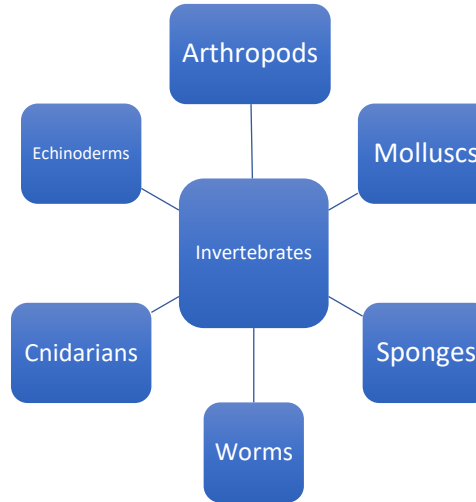 Arthropods
Echinoderms
Molluscs
Invertebrates
Cnidarians
Sponges
Worms